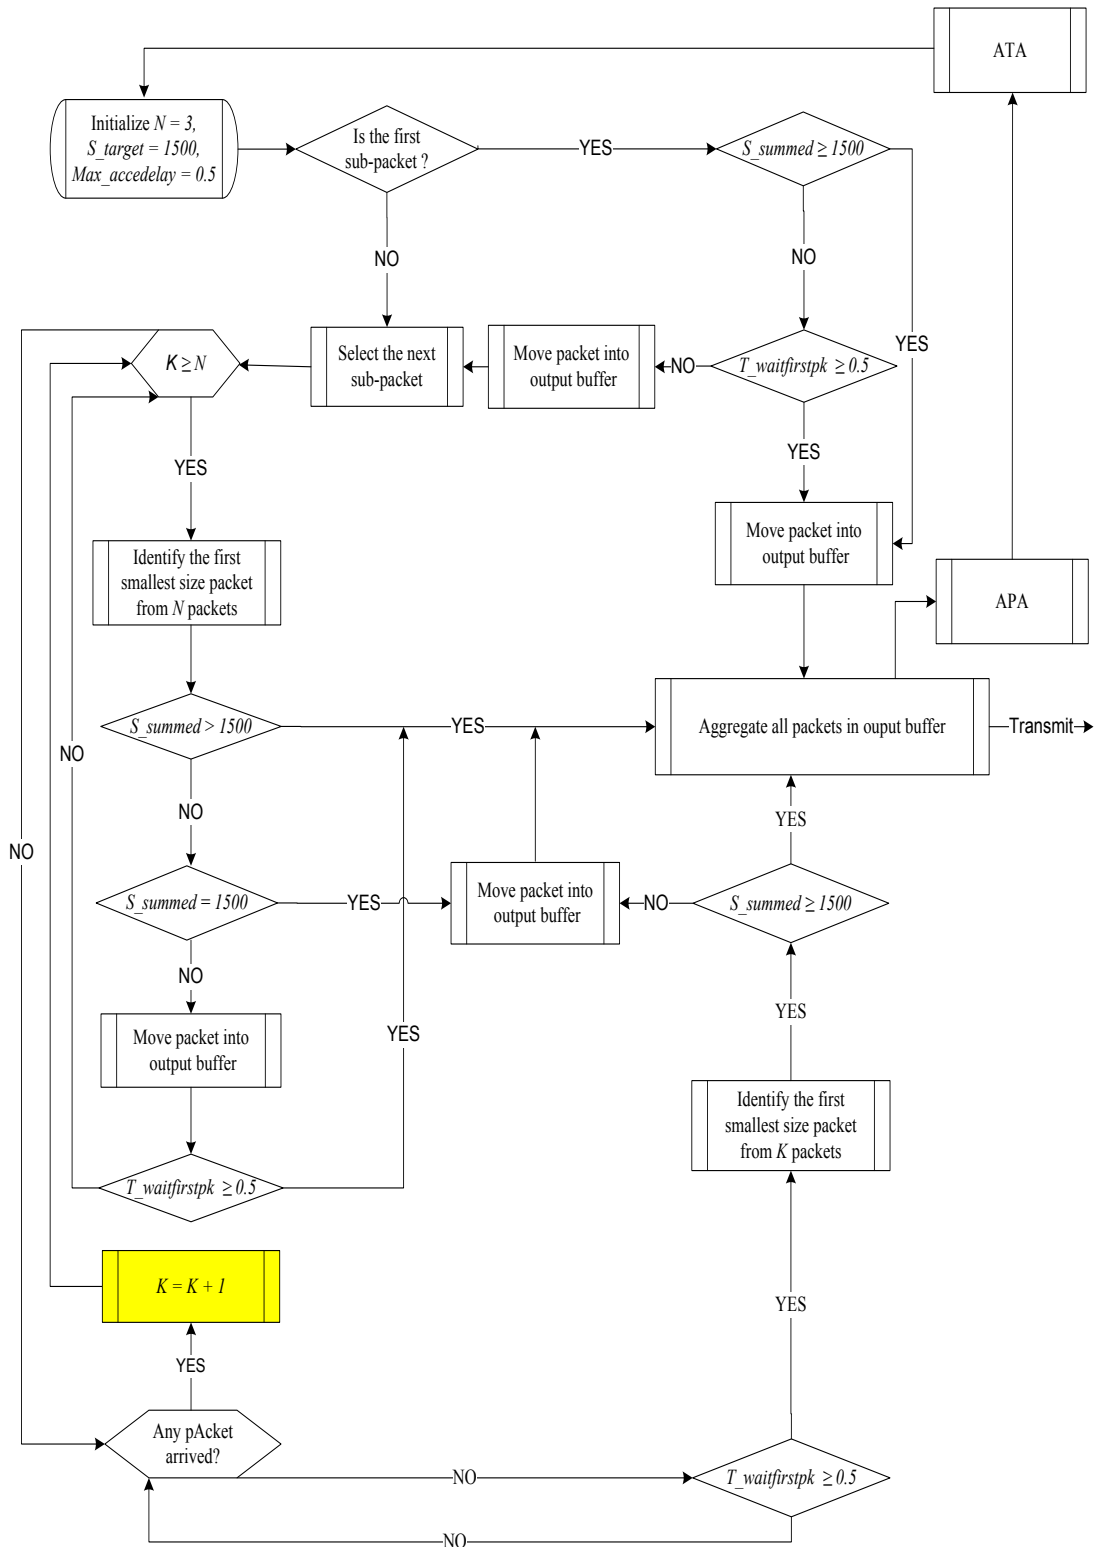 ATA
Initialize N = 3,
S_target = 1500,
Max_accedelay = 0.5
Is the first
sub-packet ?
YES
S_summed ≥ 1500
NO
NO
YES
K ≥ N
Select the next
sub-packet
Move packet into
output buffer
NO
T_waitfirstpk ≥ 0.5
YES
YES
Move packet into
output buffer
Identify the first
smallest size packet
from N packets
APA
S_summed > 1500
YES
Aggregate all packets in ouput buffer
Transmit
NO
NO
YES
NO
S_summed = 1500
YES
Move packet into
output buffer
NO
S_summed ≥ 1500
NO
YES
YES
Move packet into
output buffer
Identify the first
smallest size packet
from K packets
T_waitfirstpk ≥ 0.5
K = K + 1
YES
YES
Any pAcket
arrived?
NO
T_waitfirstpk ≥ 0.5
NO